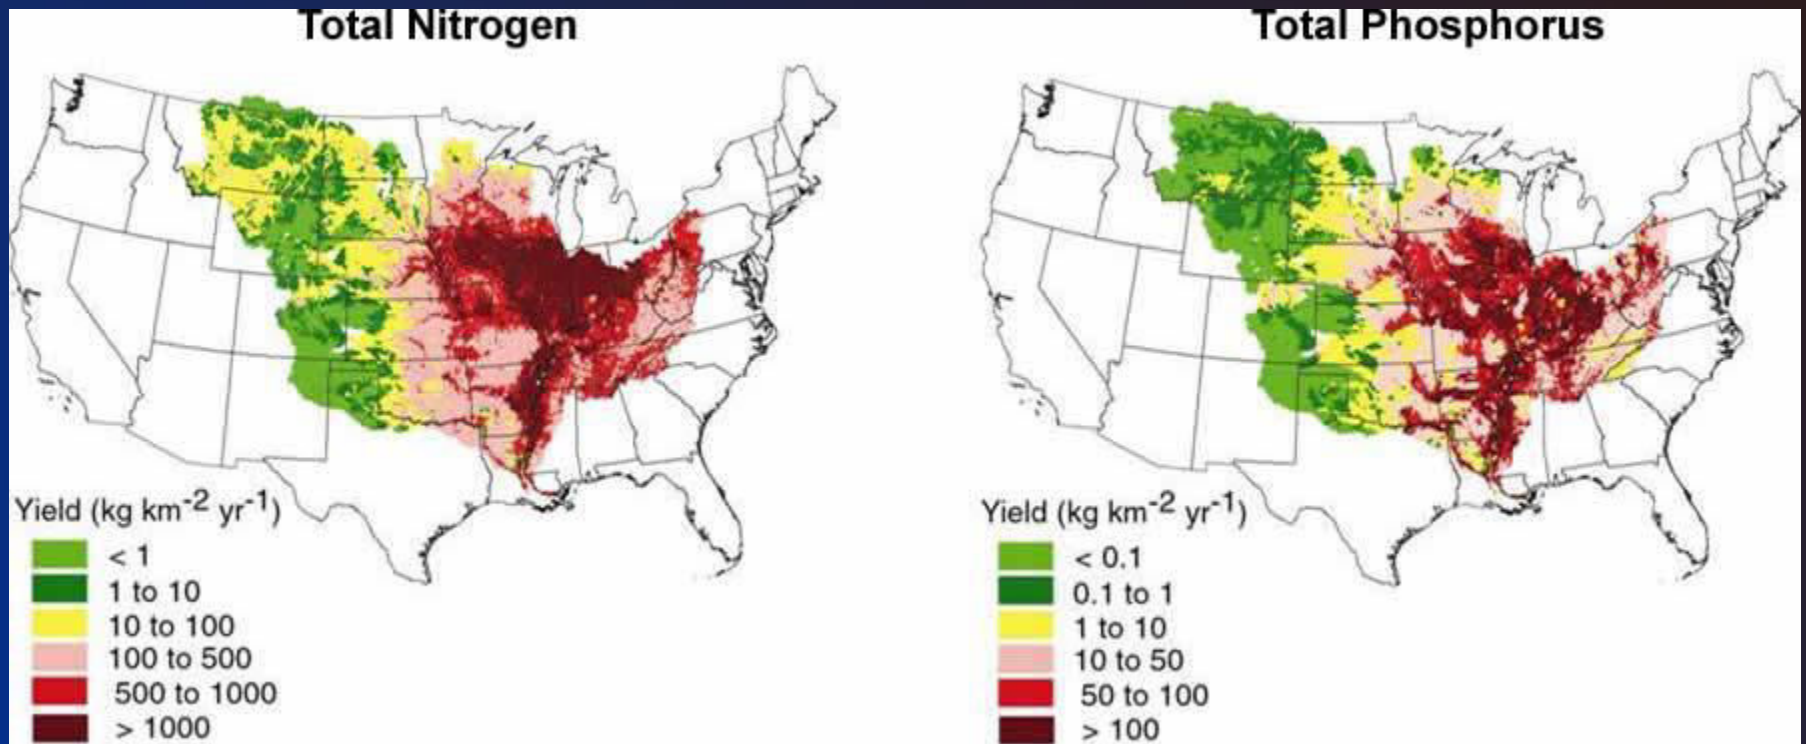 Total Nitrogen
Yield (kg km⁻² yr⁻¹)
< 1
1 to 10
10 to 100
100 to 500
500 to 1000
> 1000
Total Phosphorus
Yield (kg km⁻² yr⁻¹)
< 0.1
0.1 to 1
1 to 10
10 to 50
50 to 100
> 100